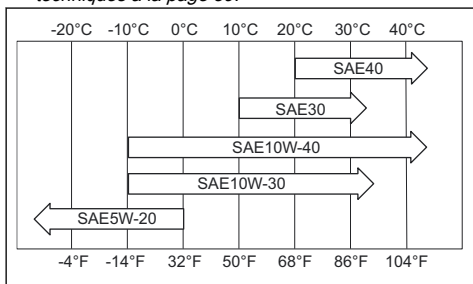 techniques à la page 39.
-20°C -10°C 0°C 10°C 20°C 30°C 40°C
SAE40
SAE30
SAE10W-40
SAE10W-30
SAE5W-20
-4°F -14°F 32°F 50°F 68°F 86°F 104°F